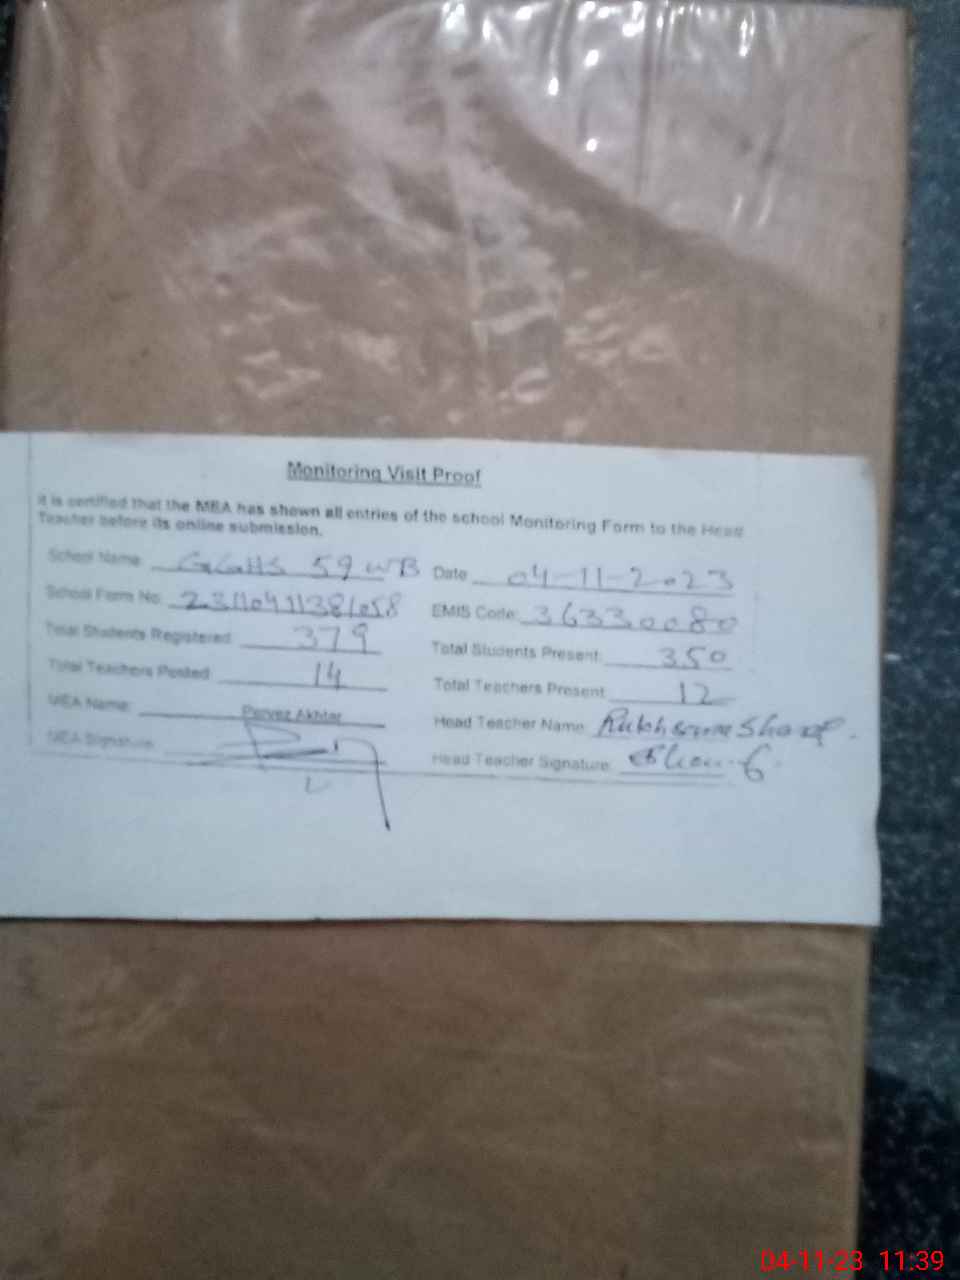 Monitoring Visit Proof
It is certified that the MEA has shown all entries of the school Monitoring Form to the Head
Teacher before its online submission.
School Name GGHS 59 WB Date 04-11-2023
School Form No: 23110411381058 EMIS Code: 36330080
Total Students Registered: 379 Total Students Present: 350
Total Teachers Posted: 14 Total Teachers Present 12
MEA Name: Pervez Akhtar Head Teacher Name:
MEA Signature: Head Teacher Signature:
04-11-23 11:39